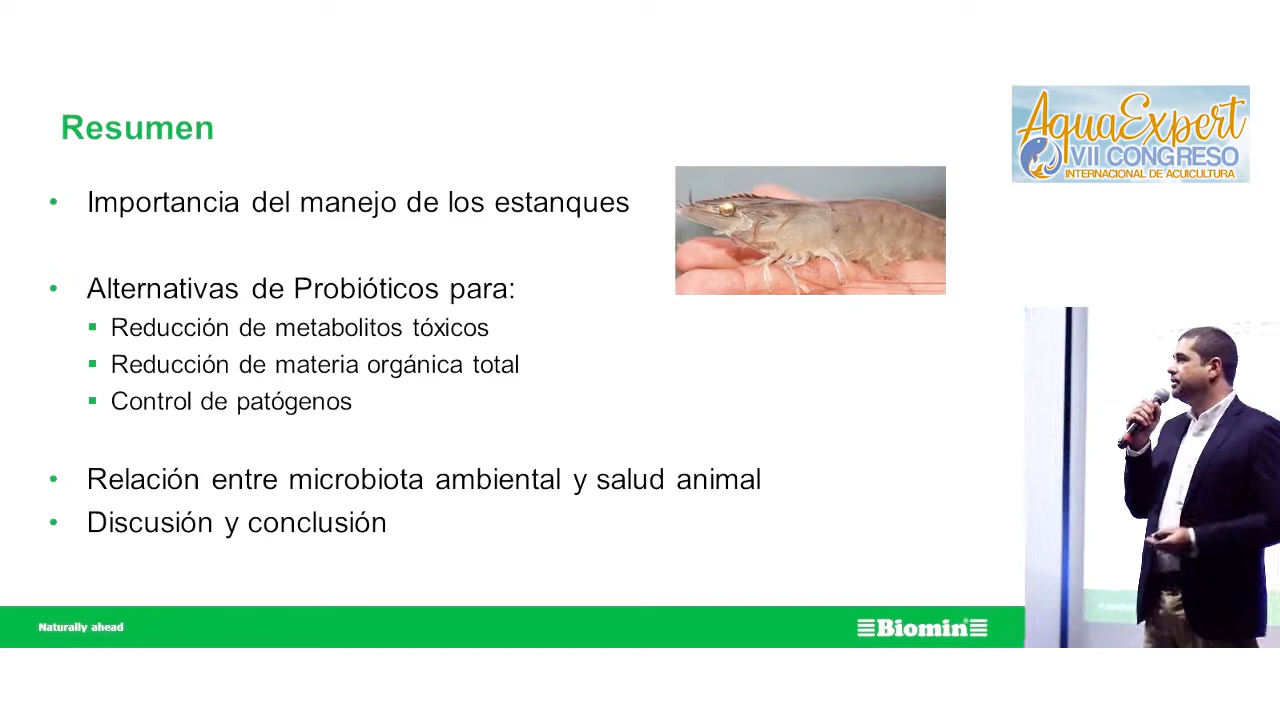 Resumen
AquaExpert
VII CONGRESO
INTERNACIONAL DE ACUICULTURA
• Importancia del manejo de los estanques
• Alternativas de Probióticos para:
▪ Reducción de metabolitos tóxicos
▪ Reducción de materia orgánica total
▪ Control de patógenos
• Relación entre microbiota ambiental y salud animal
• Discusión y conclusión
Naturally ahead
Biomin®